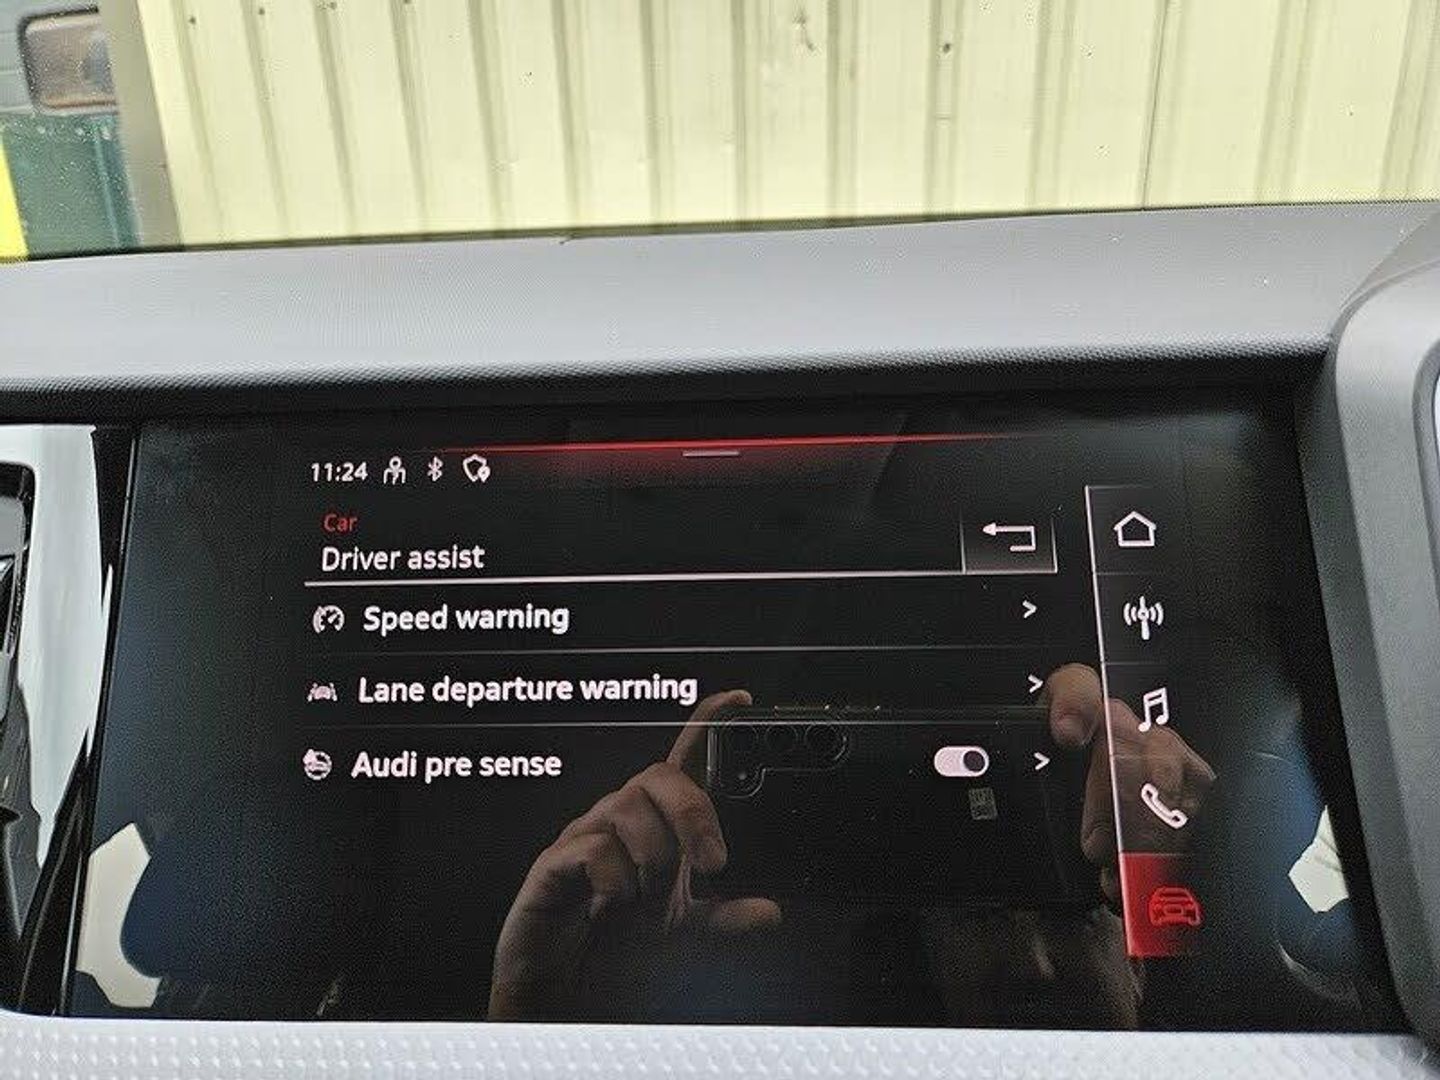 11:24
Car
Driver assist
Speed warning
Lane departure warning
Audi pre sense